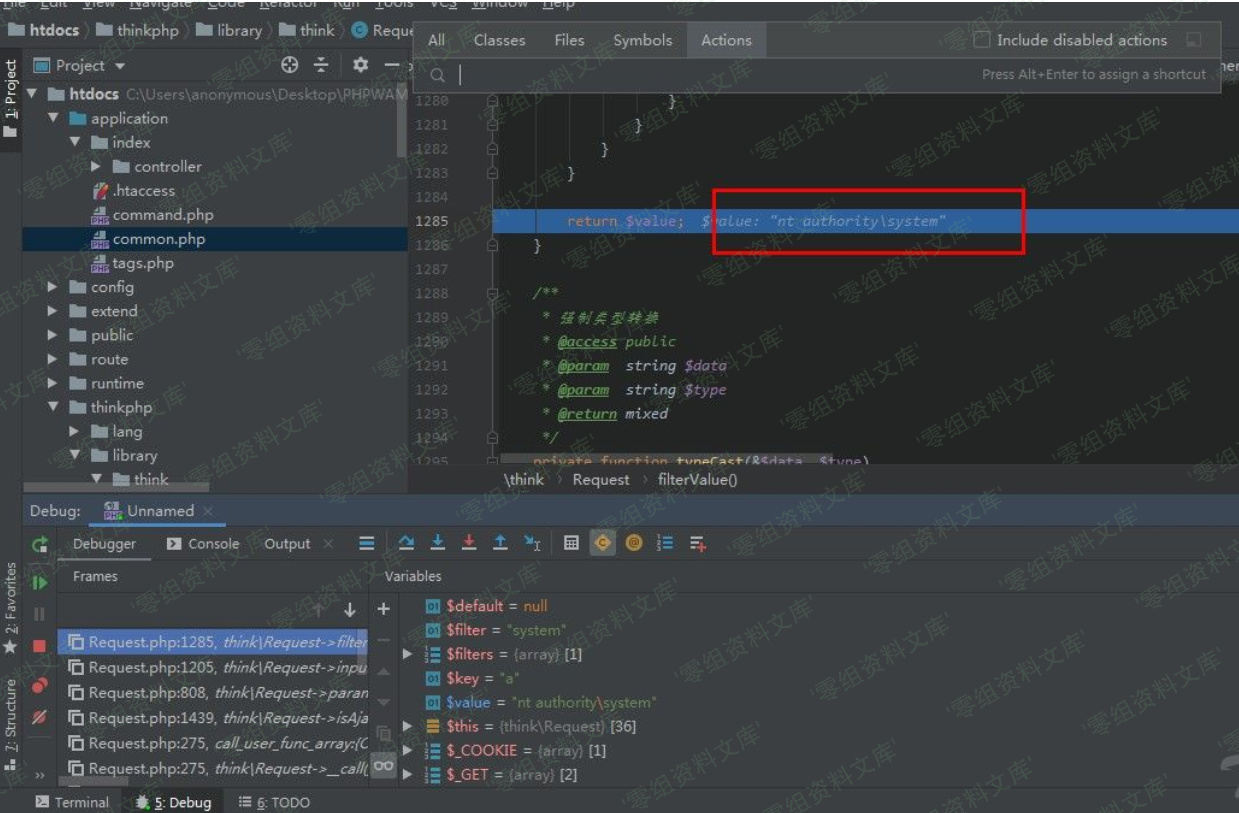 File Edit View Navigate Code Refactor Run Tools VCS Window Help
htdocs thinkphp library think
All Classes Files Symbols Actions Include disabled actions
Press Alt+Enter to assign a shortcut
1: Project
Project
htdocs C:\Users\anonymous\Desktop\PHPWAM
application
index
controller
.htaccess
command.php
common.php
tags.php
config
extend
public
route
runtime
thinkphp
lang
library
think
1280 }
1281 }
1282 }
1283 }
1284
1285 return $value; $value: "nt authority\system"
1286 }
1287
1288 /**
1289 * 强制类型转换
1290 * @access public
1291 * @param string $data
1292 * @param string $type
1293 * @return mixed
1294 */
1295 private function typeCast(&$data, $type)
\think Request filterValue()
Debug: Unnamed
Debugger Console Output
Frames
Variables
Request.php:1285, think\Request->filter
Request.php:1205, think\Request->inpu
Request.php:808, think\Request->paran
Request.php:1439, think\Request->isAja
Request.php:275, call_user_func_array:{C
Request.php:275, think\Request->__call(
$default = null
$filter = "system"
$filters = {array} [1]
$key = "a"
$value = "nt authority\system"
$this = {think\Request} [36]
$_COOKIE = {array} [1]
$_GET = {array} [2]
2: Favorites
7: Structure
Terminal 5: Debug 6: TODO
零组资料文库